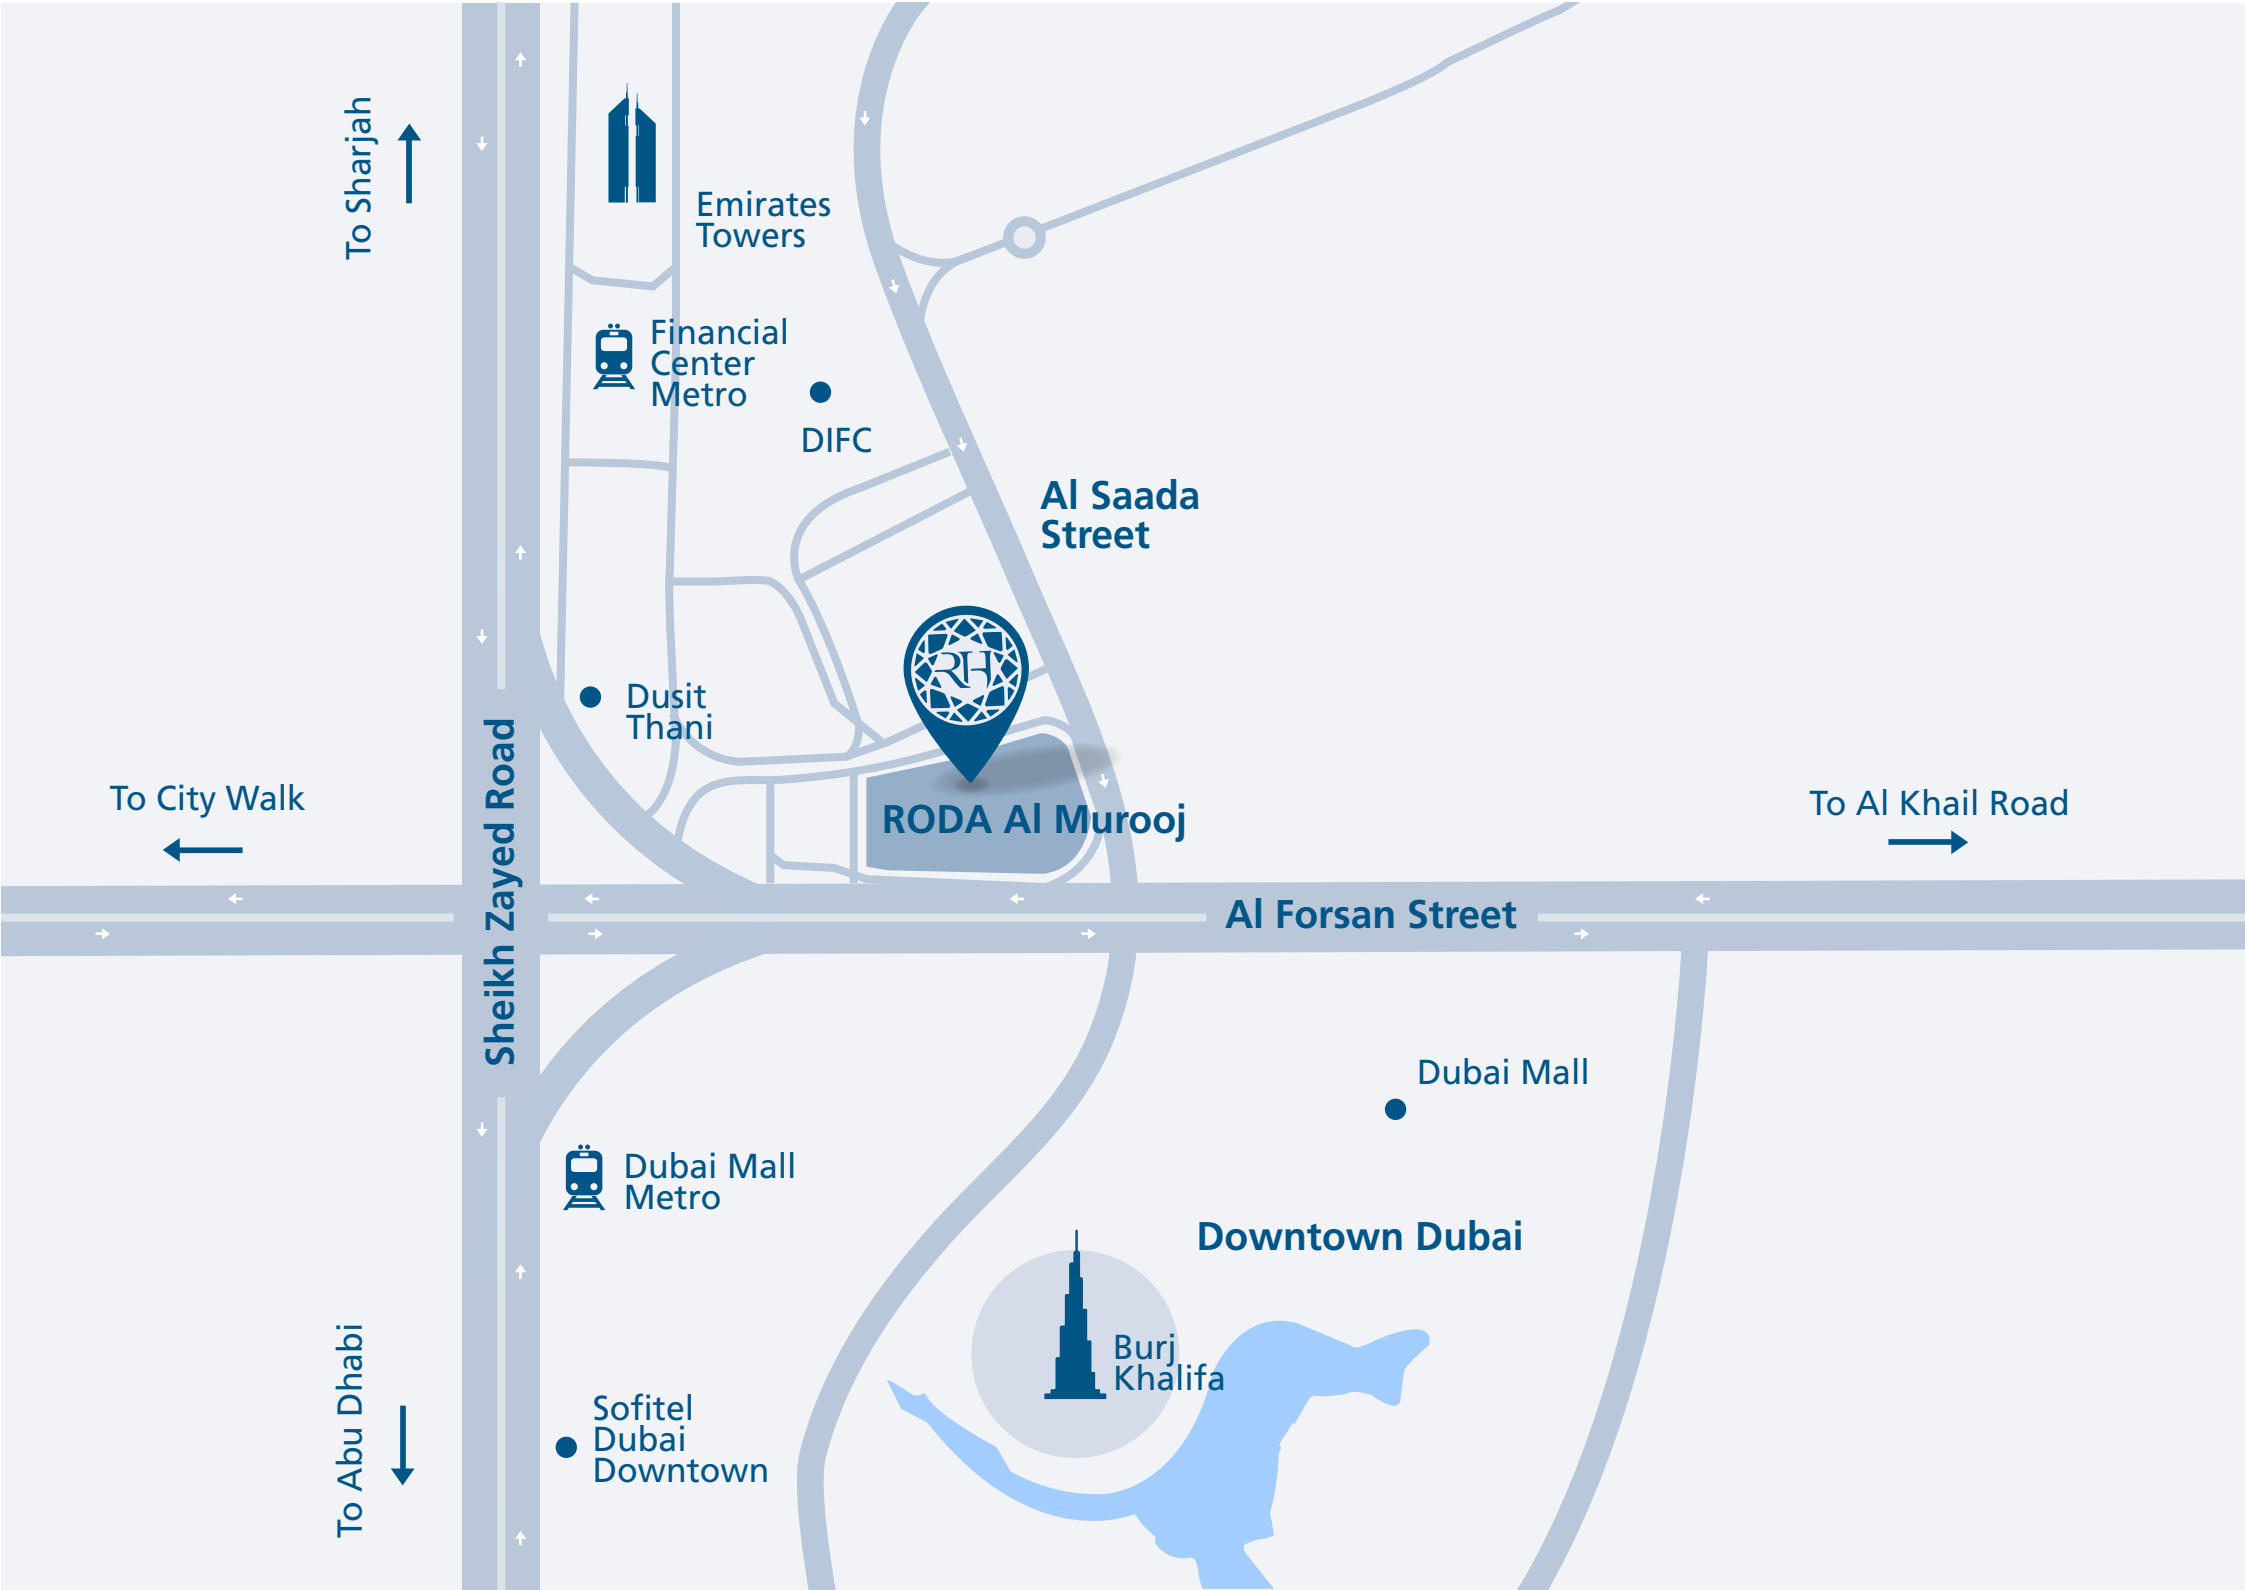 To Sharjah
Emirates
Towers
Financial
Center
Metro
DIFC
Al Saada
Street
RH
Dusit
Thani
To City Walk
Sheikh Zayed Road
RODA Al Murooj
To Al Khail Road
Al Forsan Street
Dubai Mall
Dubai Mall
Metro
Downtown Dubai
Burj
Khalifa
To Abu Dhabi
Sofitel
Dubai
Downtown